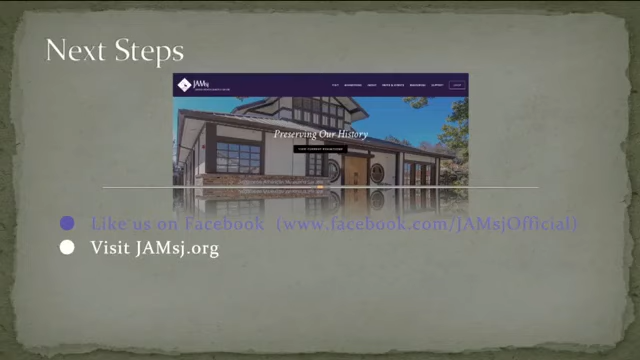 Next Steps
JAMsj
Preserving Our History
Like us on Facebook (www.facebook.com/JAMsjOfficial)
Visit JAMsj.org